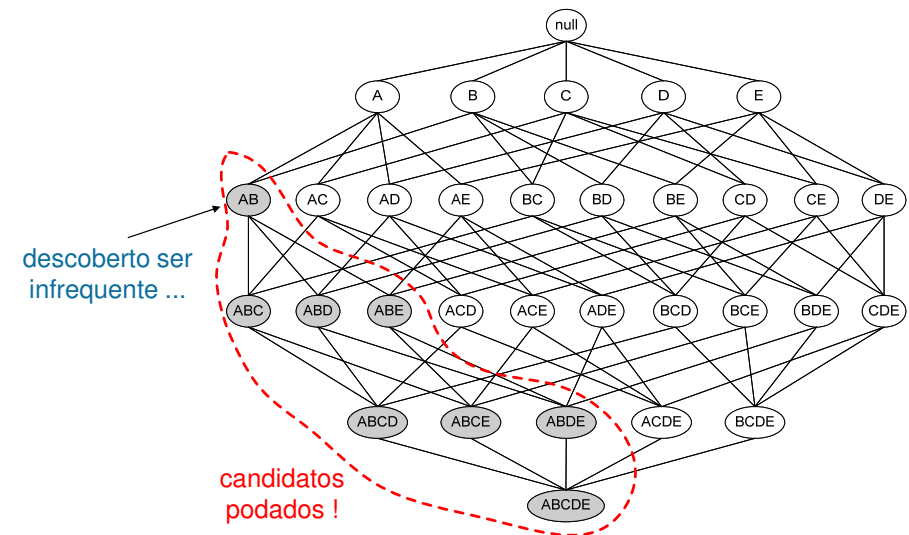 null
A B C D E
AB AC AD AE BC BD BE CD CE DE
descoberto ser
infrequente ...
ABC ABD ABE ACD ACE ADE BCD BCE BDE CDE
ABCD ABCE ABDE ACDE BCDE
candidatos
podados !
ABCDE